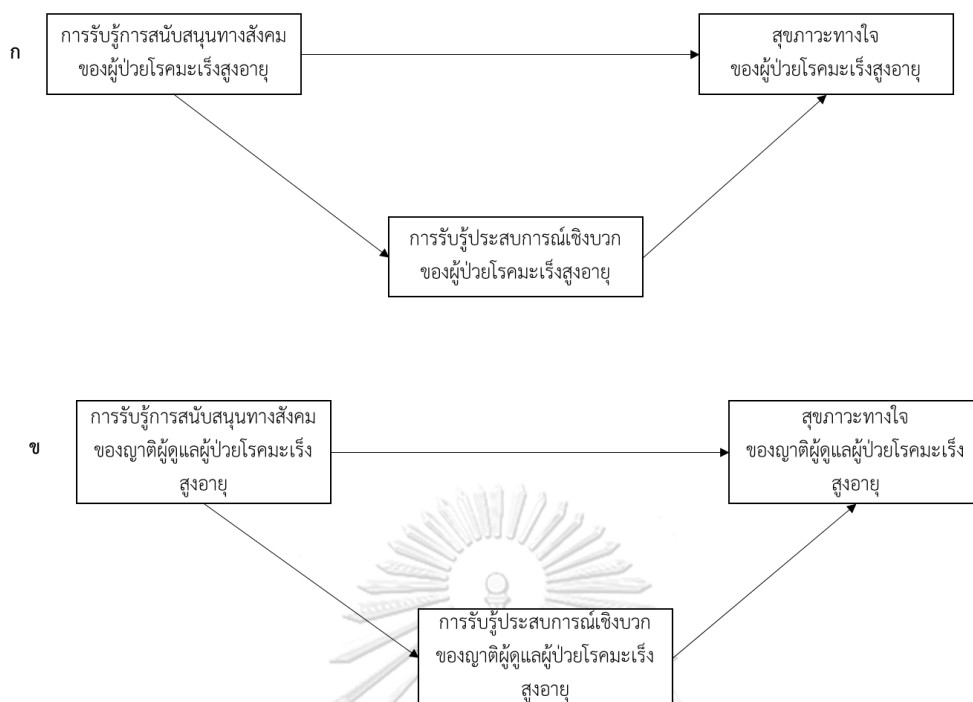 ก
การรับรู้การสนับสนุนทางสังคม
ของผู้ป่วยโรคมะเร็งสูงอายุ
สุขภาวะทางใจ
ของผู้ป่วยโรคมะเร็งสูงอายุ
การรับรู้ประสบการณ์เชิงบวก
ของผู้ป่วยโรคมะเร็งสูงอายุ
ข
การรับรู้การสนับสนุนทางสังคม
ของญาติผู้ดูแลผู้ป่วยโรคมะเร็ง
สูงอายุ
สุขภาวะทางใจ
ของญาติผู้ดูแลผู้ป่วยโรคมะเร็ง
สูงอายุ
การรับรู้ประสบการณ์เชิงบวก
ของญาติผู้ดูแลผู้ป่วยโรคมะเร็ง
สูงอายุ